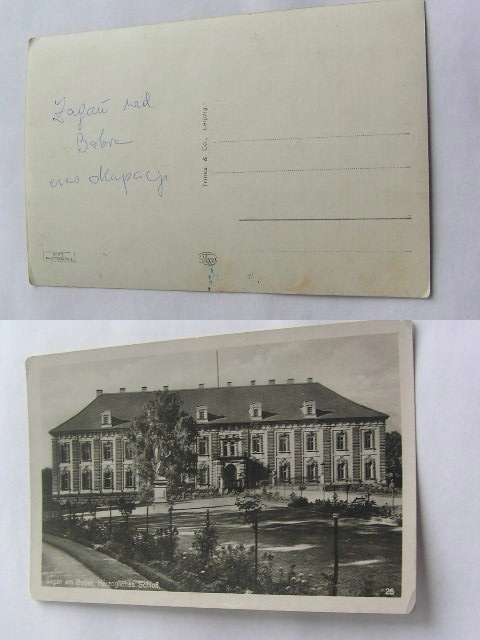 Żagań nad
Bobrem
czas okupacji
Trinks & Co., Leipzig.
Sagan am Bober, Herzogliches Schloß.
26